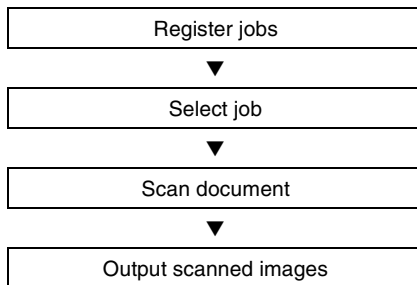 Register jobs
Select job
Scan document
Output scanned images